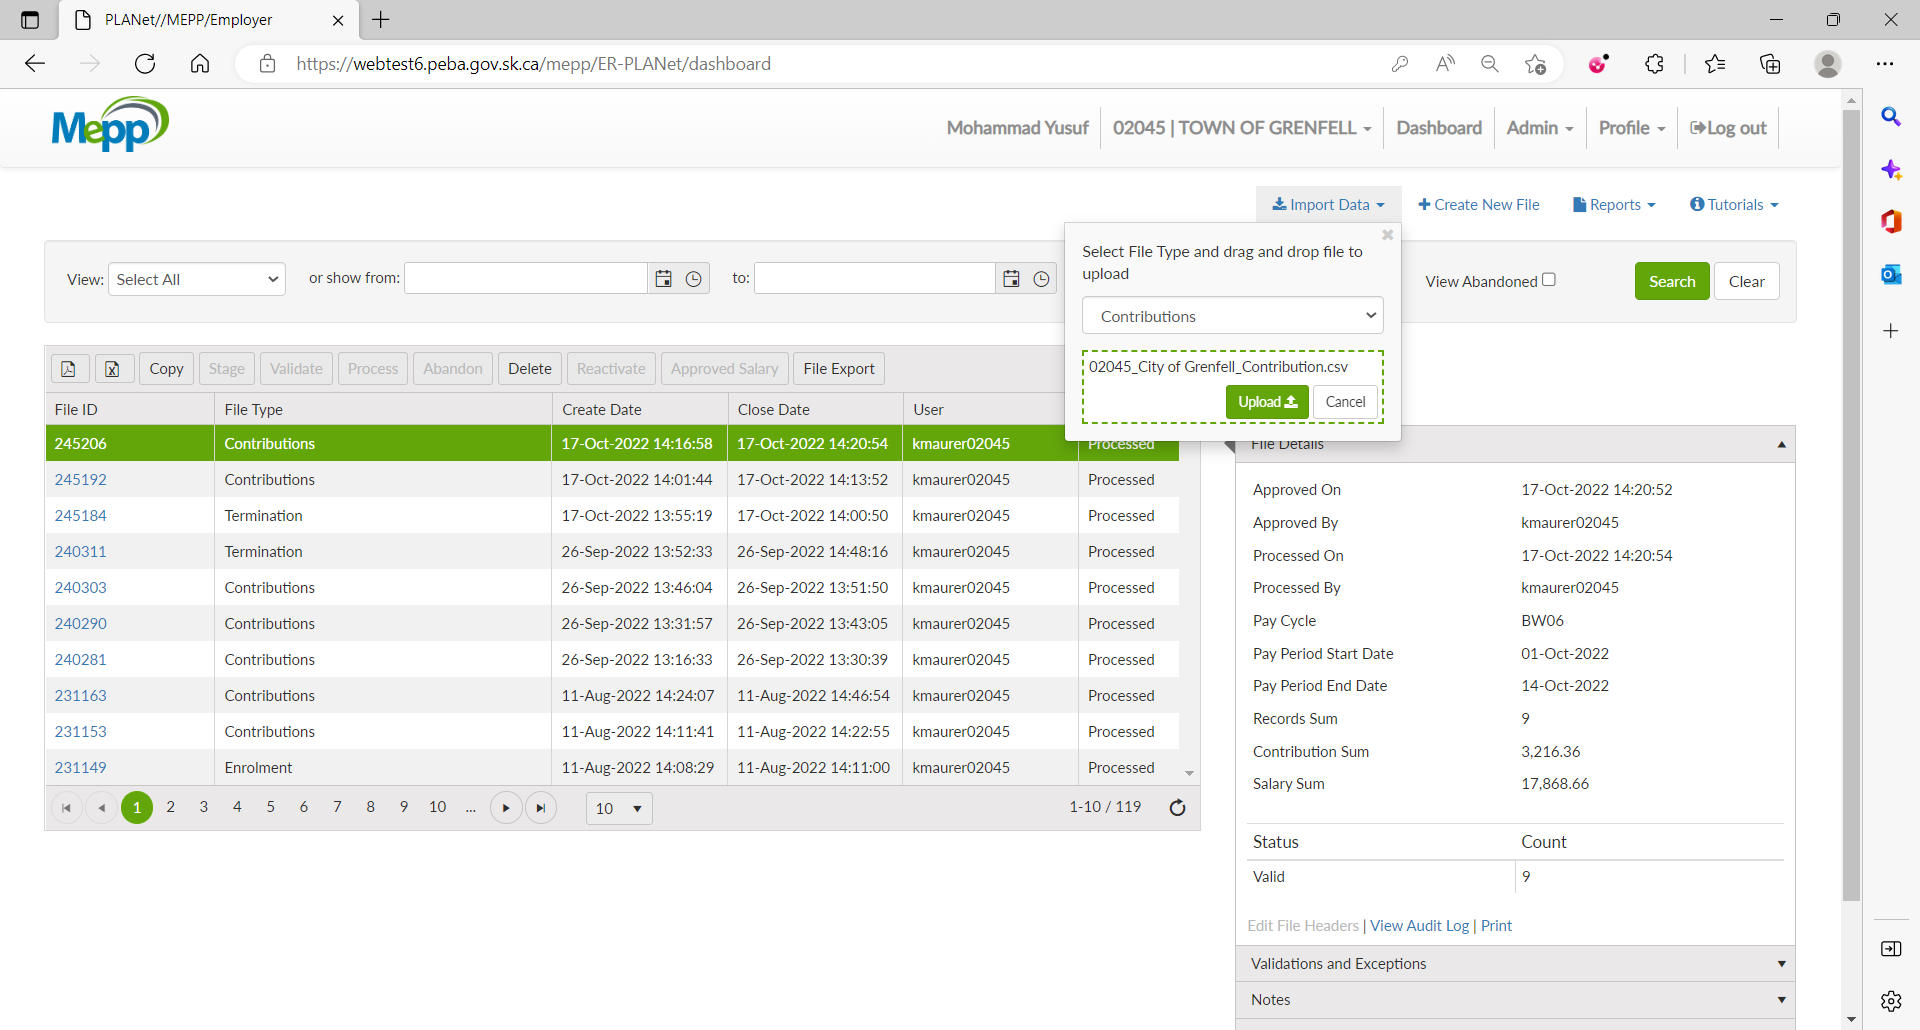 PLANet//MEPP/Employer
https://webtest6.peba.gov.sk.ca/mepp/ER-PLANet/dashboard
Mepp
Mohammad Yusuf
02045 | TOWN OF GRENFELL
Dashboard
Admin
Profile
Log out
Import Data
Create New File
Reports
Tutorials
Select File Type and drag and drop file to
upload
Contributions
02045_City of Grenfell_Contribution.csv
Upload
Cancel
View: Select All
or show from:
to:
View Abandoned
Search
Clear
Copy
Stage
Validate
Process
Abandon
Delete
Reactivate
Approved Salary
File Export
File ID File Type Create Date Close Date User
245206 Contributions 17-Oct-2022 14:16:58 17-Oct-2022 14:20:54 kmaurer02045 Processed
245192 Contributions 17-Oct-2022 14:01:44 17-Oct-2022 14:13:52 kmaurer02045 Processed
245184 Termination 17-Oct-2022 13:55:19 17-Oct-2022 14:00:50 kmaurer02045 Processed
240311 Termination 26-Sep-2022 13:52:33 26-Sep-2022 14:48:16 kmaurer02045 Processed
240303 Contributions 26-Sep-2022 13:46:04 26-Sep-2022 13:51:50 kmaurer02045 Processed
240290 Contributions 26-Sep-2022 13:31:57 26-Sep-2022 13:43:05 kmaurer02045 Processed
240281 Contributions 26-Sep-2022 13:16:33 26-Sep-2022 13:30:39 kmaurer02045 Processed
231163 Contributions 11-Aug-2022 14:24:07 11-Aug-2022 14:46:54 kmaurer02045 Processed
231153 Contributions 11-Aug-2022 14:11:41 11-Aug-2022 14:22:55 kmaurer02045 Processed
231149 Enrolment 11-Aug-2022 14:08:29 11-Aug-2022 14:11:00 kmaurer02045 Processed
1 2 3 4 5 6 7 8 9 10 ... 10 1-10 / 119
File Details
Approved On 17-Oct-2022 14:20:52
Approved By kmaurer02045
Processed On 17-Oct-2022 14:20:54
Processed By kmaurer02045
Pay Cycle BW06
Pay Period Start Date 01-Oct-2022
Pay Period End Date 14-Oct-2022
Records Sum 9
Contribution Sum 3,216.36
Salary Sum 17,868.66
Status Count
Valid 9
Edit File Headers | View Audit Log | Print
Validations and Exceptions
Notes